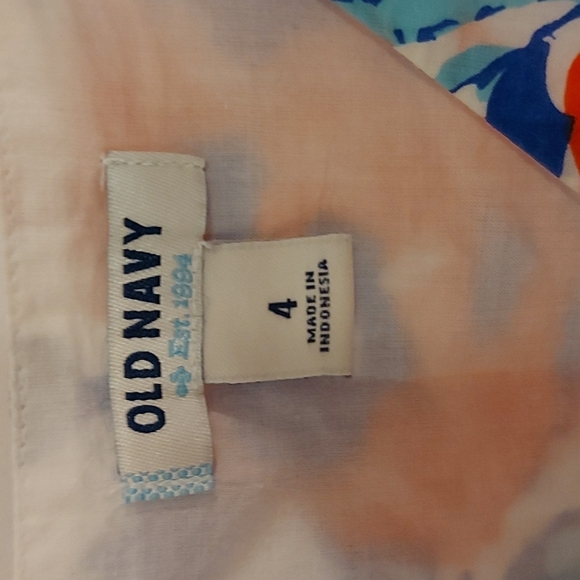 OLD NAVY
Est. 1994
4
MADE IN
INDONESIA